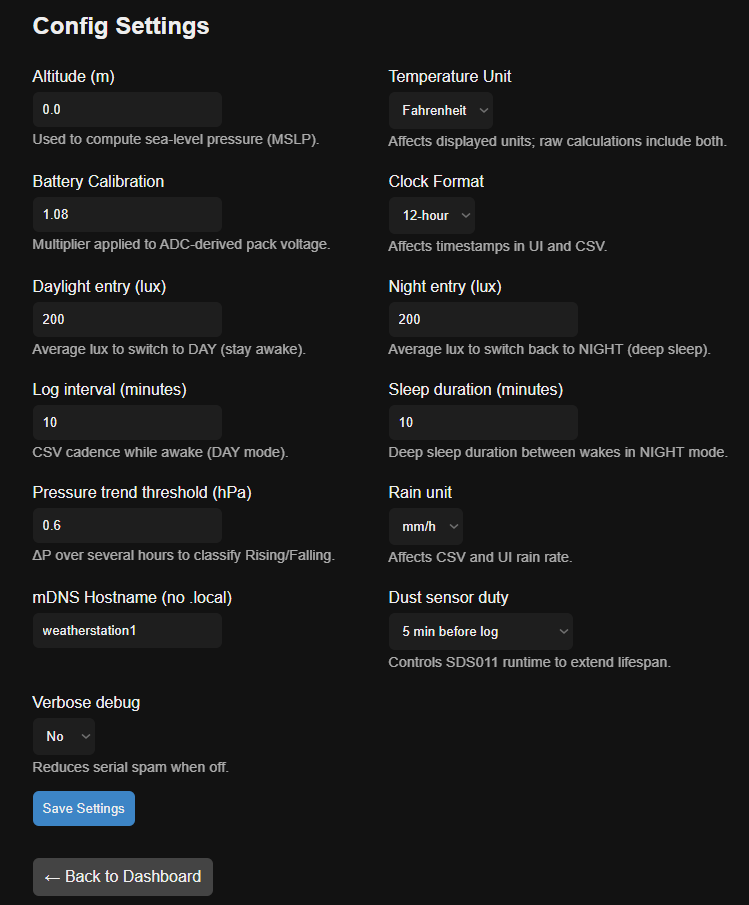 Config Settings
Altitude (m)
0.0
Used to compute sea-level pressure (MSLP).
Temperature Unit
Fahrenheit
Affects displayed units; raw calculations include both.
Battery Calibration
1.08
Multiplier applied to ADC-derived pack voltage.
Clock Format
12-hour
Affects timestamps in UI and CSV.
Daylight entry (lux)
200
Average lux to switch to DAY (stay awake).
Night entry (lux)
200
Average lux to switch back to NIGHT (deep sleep).
Log interval (minutes)
10
CSV cadence while awake (DAY mode).
Sleep duration (minutes)
10
Deep sleep duration between wakes in NIGHT mode.
Pressure trend threshold (hPa)
0.6
ΔP over several hours to classify Rising/Falling.
Rain unit
mm/h
Affects CSV and UI rain rate.
mDNS Hostname (no .local)
weatherstation1
Dust sensor duty
5 min before log
Controls SDS011 runtime to extend lifespan.
Verbose debug
No
Reduces serial spam when off.
Save Settings
← Back to Dashboard